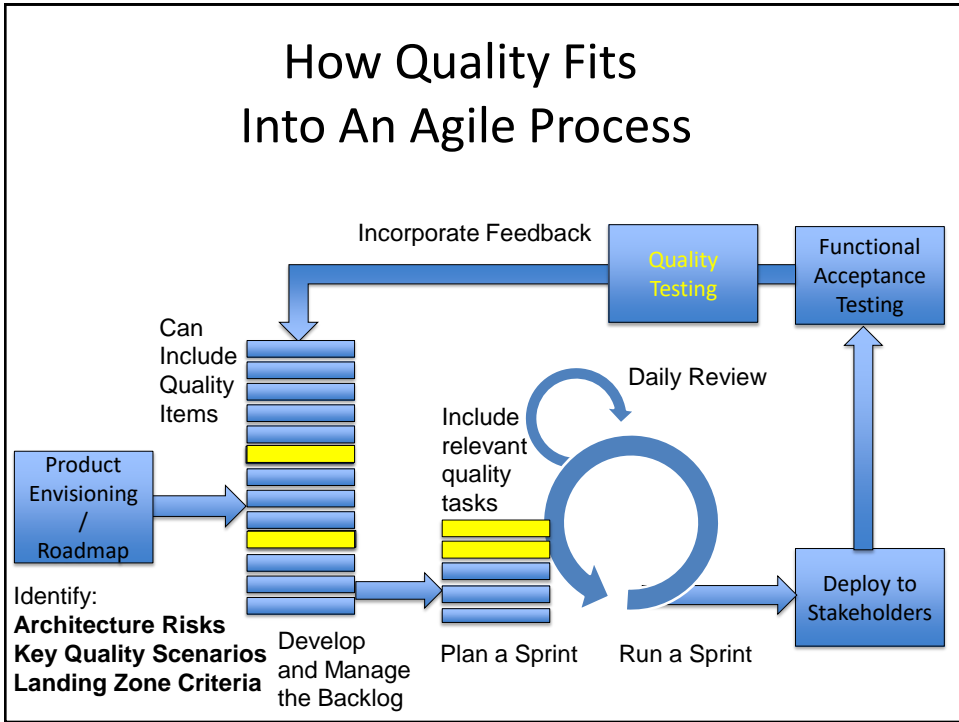 How Quality Fits
Into An Agile Process
Incorporate Feedback
Quality
Testing
Functional
Acceptance
Testing
Can
Include
Quality
Items
Daily Review
Include
relevant
quality
tasks
Product
Envisioning
/
Roadmap
Identify:
Architecture Risks
Key Quality Scenarios
Landing Zone Criteria
Develop
and Manage
the Backlog
Plan a Sprint
Run a Sprint
Deploy to
Stakeholders